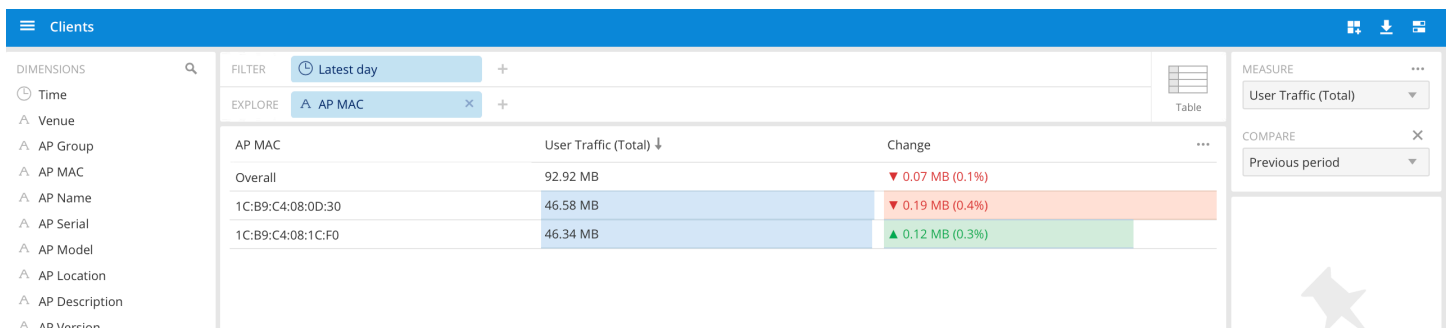 Clients
DIMENSIONS
Time
Venue
AP Group
AP MAC
AP Name
AP Serial
AP Model
AP Location
AP Description
AP Version
FILTER Latest day +
EXPLORE AP MAC × +
Table
AP MAC User Traffic (Total) Change
Overall 92.92 MB ▼ 0.07 MB (0.1%)
1C:B9:C4:08:0D:30 46.58 MB ▼ 0.19 MB (0.4%)
1C:B9:C4:08:1C:F0 46.34 MB ▲ 0.12 MB (0.3%)
MEASURE
User Traffic (Total)
COMPARE
Previous period